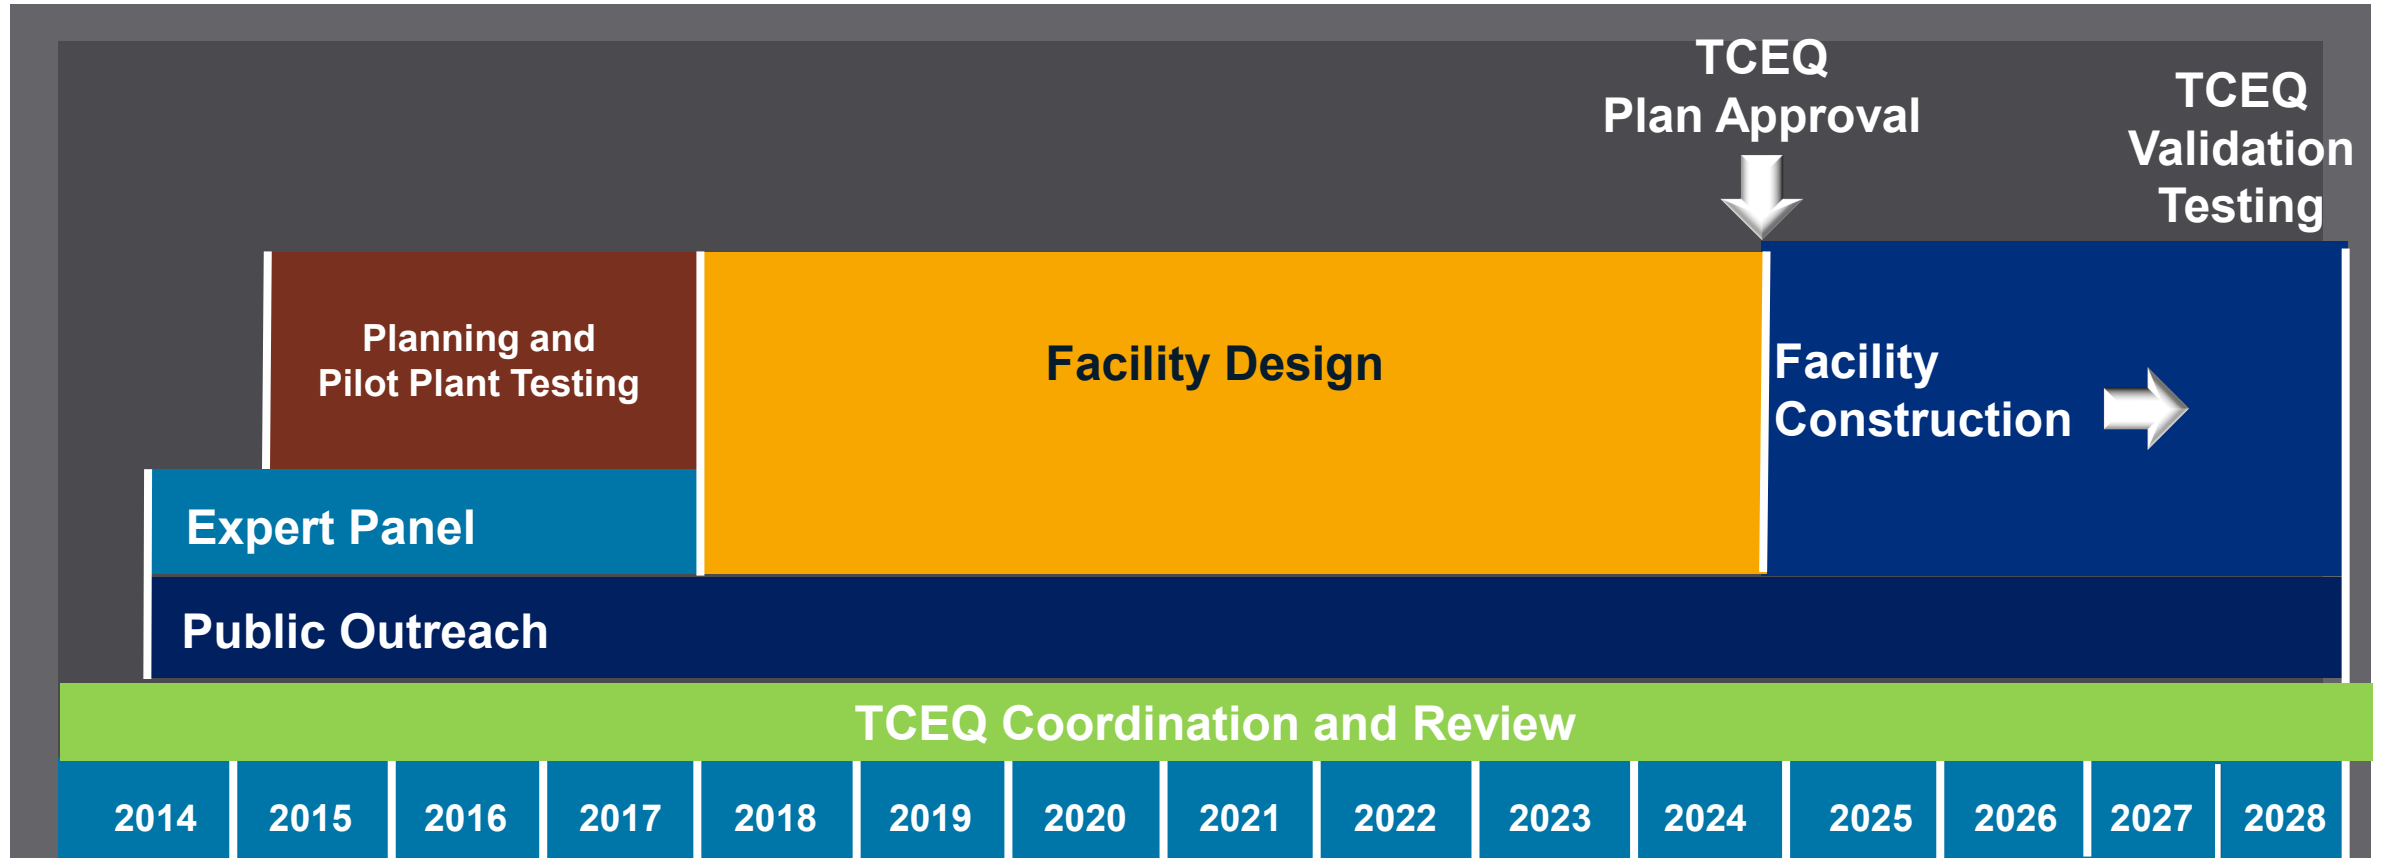 TCEQ
Plan Approval
TCEQ
Validation
Testing
Planning and
Pilot Plant Testing
Facility Design
Facility
Construction
Expert Panel
Public Outreach
TCEQ Coordination and Review
2014 2015 2016 2017 2018 2019 2020 2021 2022 2023 2024 2025 2026 2027 2028